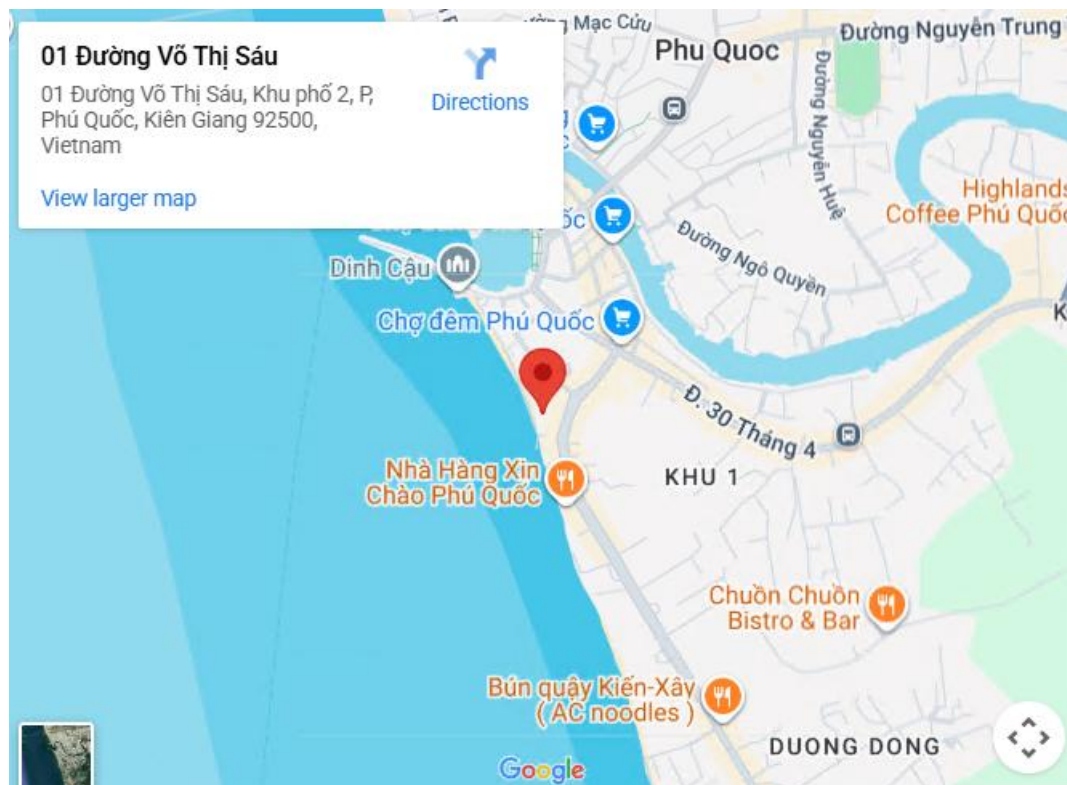 01 Đường Võ Thị Sáu
01 Đường Võ Thị Sáu, Khu phố 2, P,
Phú Quốc, Kiên Giang 92500,
Vietnam
Directions
View larger map
Mạc Cửu
Phu Quoc
Đường Nguyễn Trung
Đường Nguyễn Huệ
Highlands
Coffee Phú Quốc
Đường Ngô Quyền
Dinh Cậu
Chợ đêm Phú Quốc
Đ. 30 Tháng 4
Nhà Hàng Xin
Chào Phú Quốc
KHU 1
Chuồn Chuồn
Bistro & Bar
Bún quậy Kiến-Xây
( AC noodles )
DUONG DONG
Google